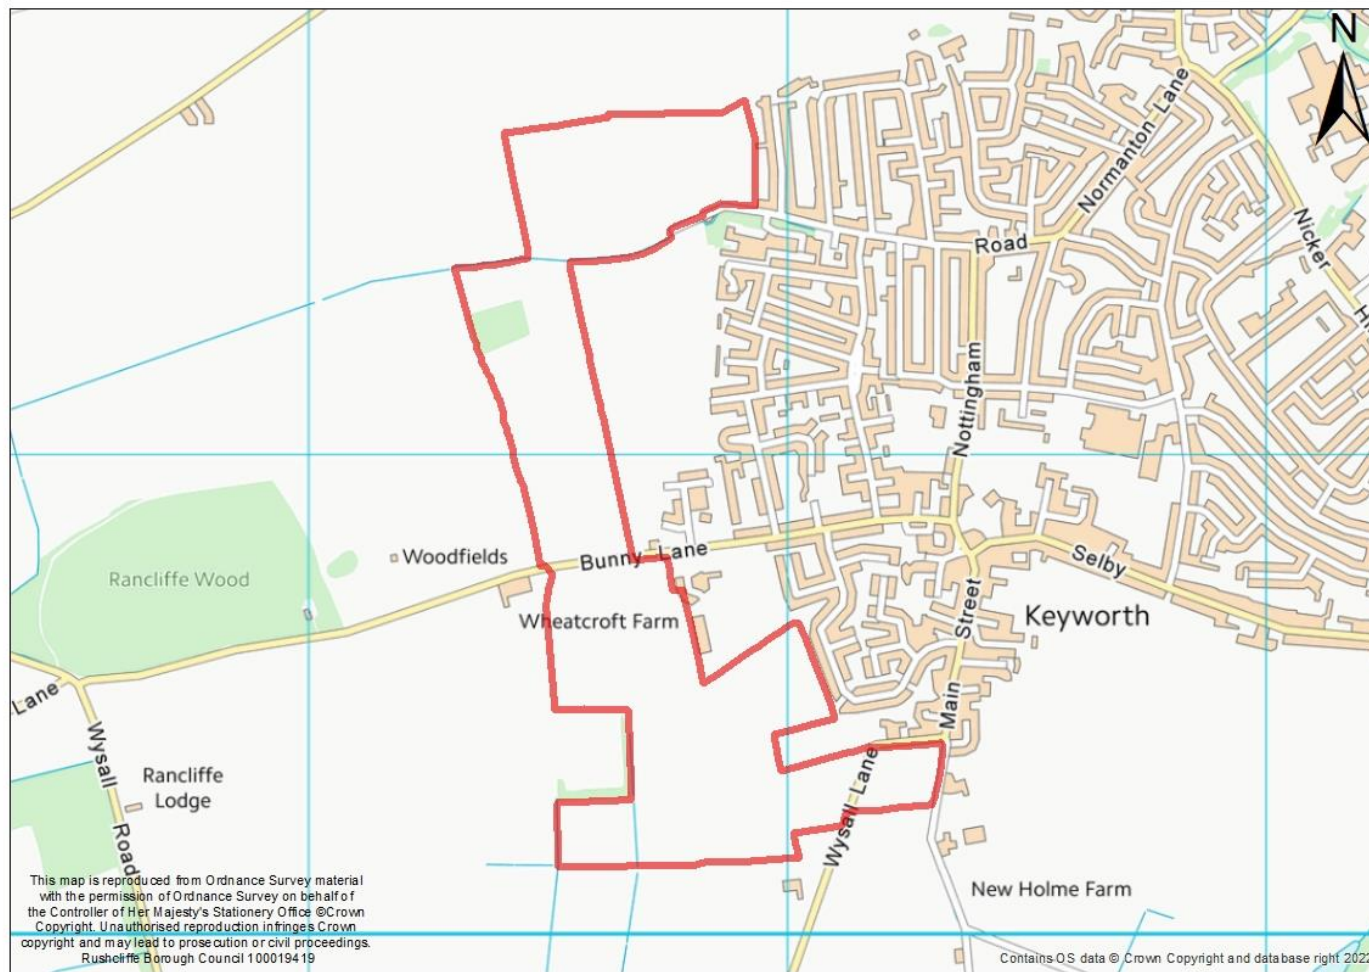 N
Normanton Lane
Nicker
Road
Nottingham
Woodfields
Bunny Lane
Rancliffe Wood
Selby
Wheatcroft Farm
Main Street
Keyworth
Lane
Wysall Road
Rancliffe
Lodge
Wysall Lane
New Holme Farm
This map is reproduced from Ordnance Survey material
with the permission of Ordnance Survey on behalf of
the Controller of Her Majesty's Stationery Office ©Crown
Copyright. Unauthorised reproduction infringes Crown
copyright and may lead to prosecution or civil proceedings.
Rushcliffe Borough Council 100019419
Contains OS data © Crown Copyright and database right 2022